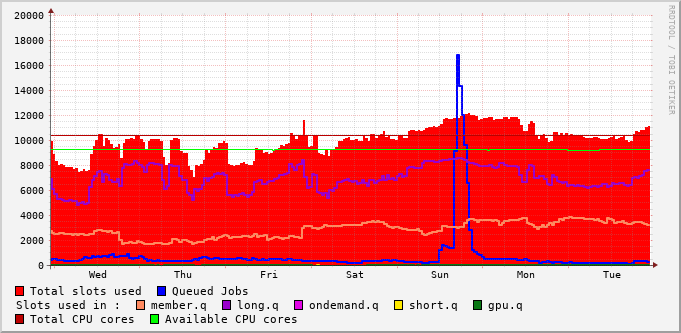 20000
18000
16000
14000
12000
10000
8000
6000
4000
2000
0
Wed Thu Fri Sat Sun Mon Tue
RRDTOOL / TOBI OETIKER
Total slots used Queued Jobs
Slots used in : member.q long.q ondemand.q short.q gpu.q
Total CPU cores Available CPU cores